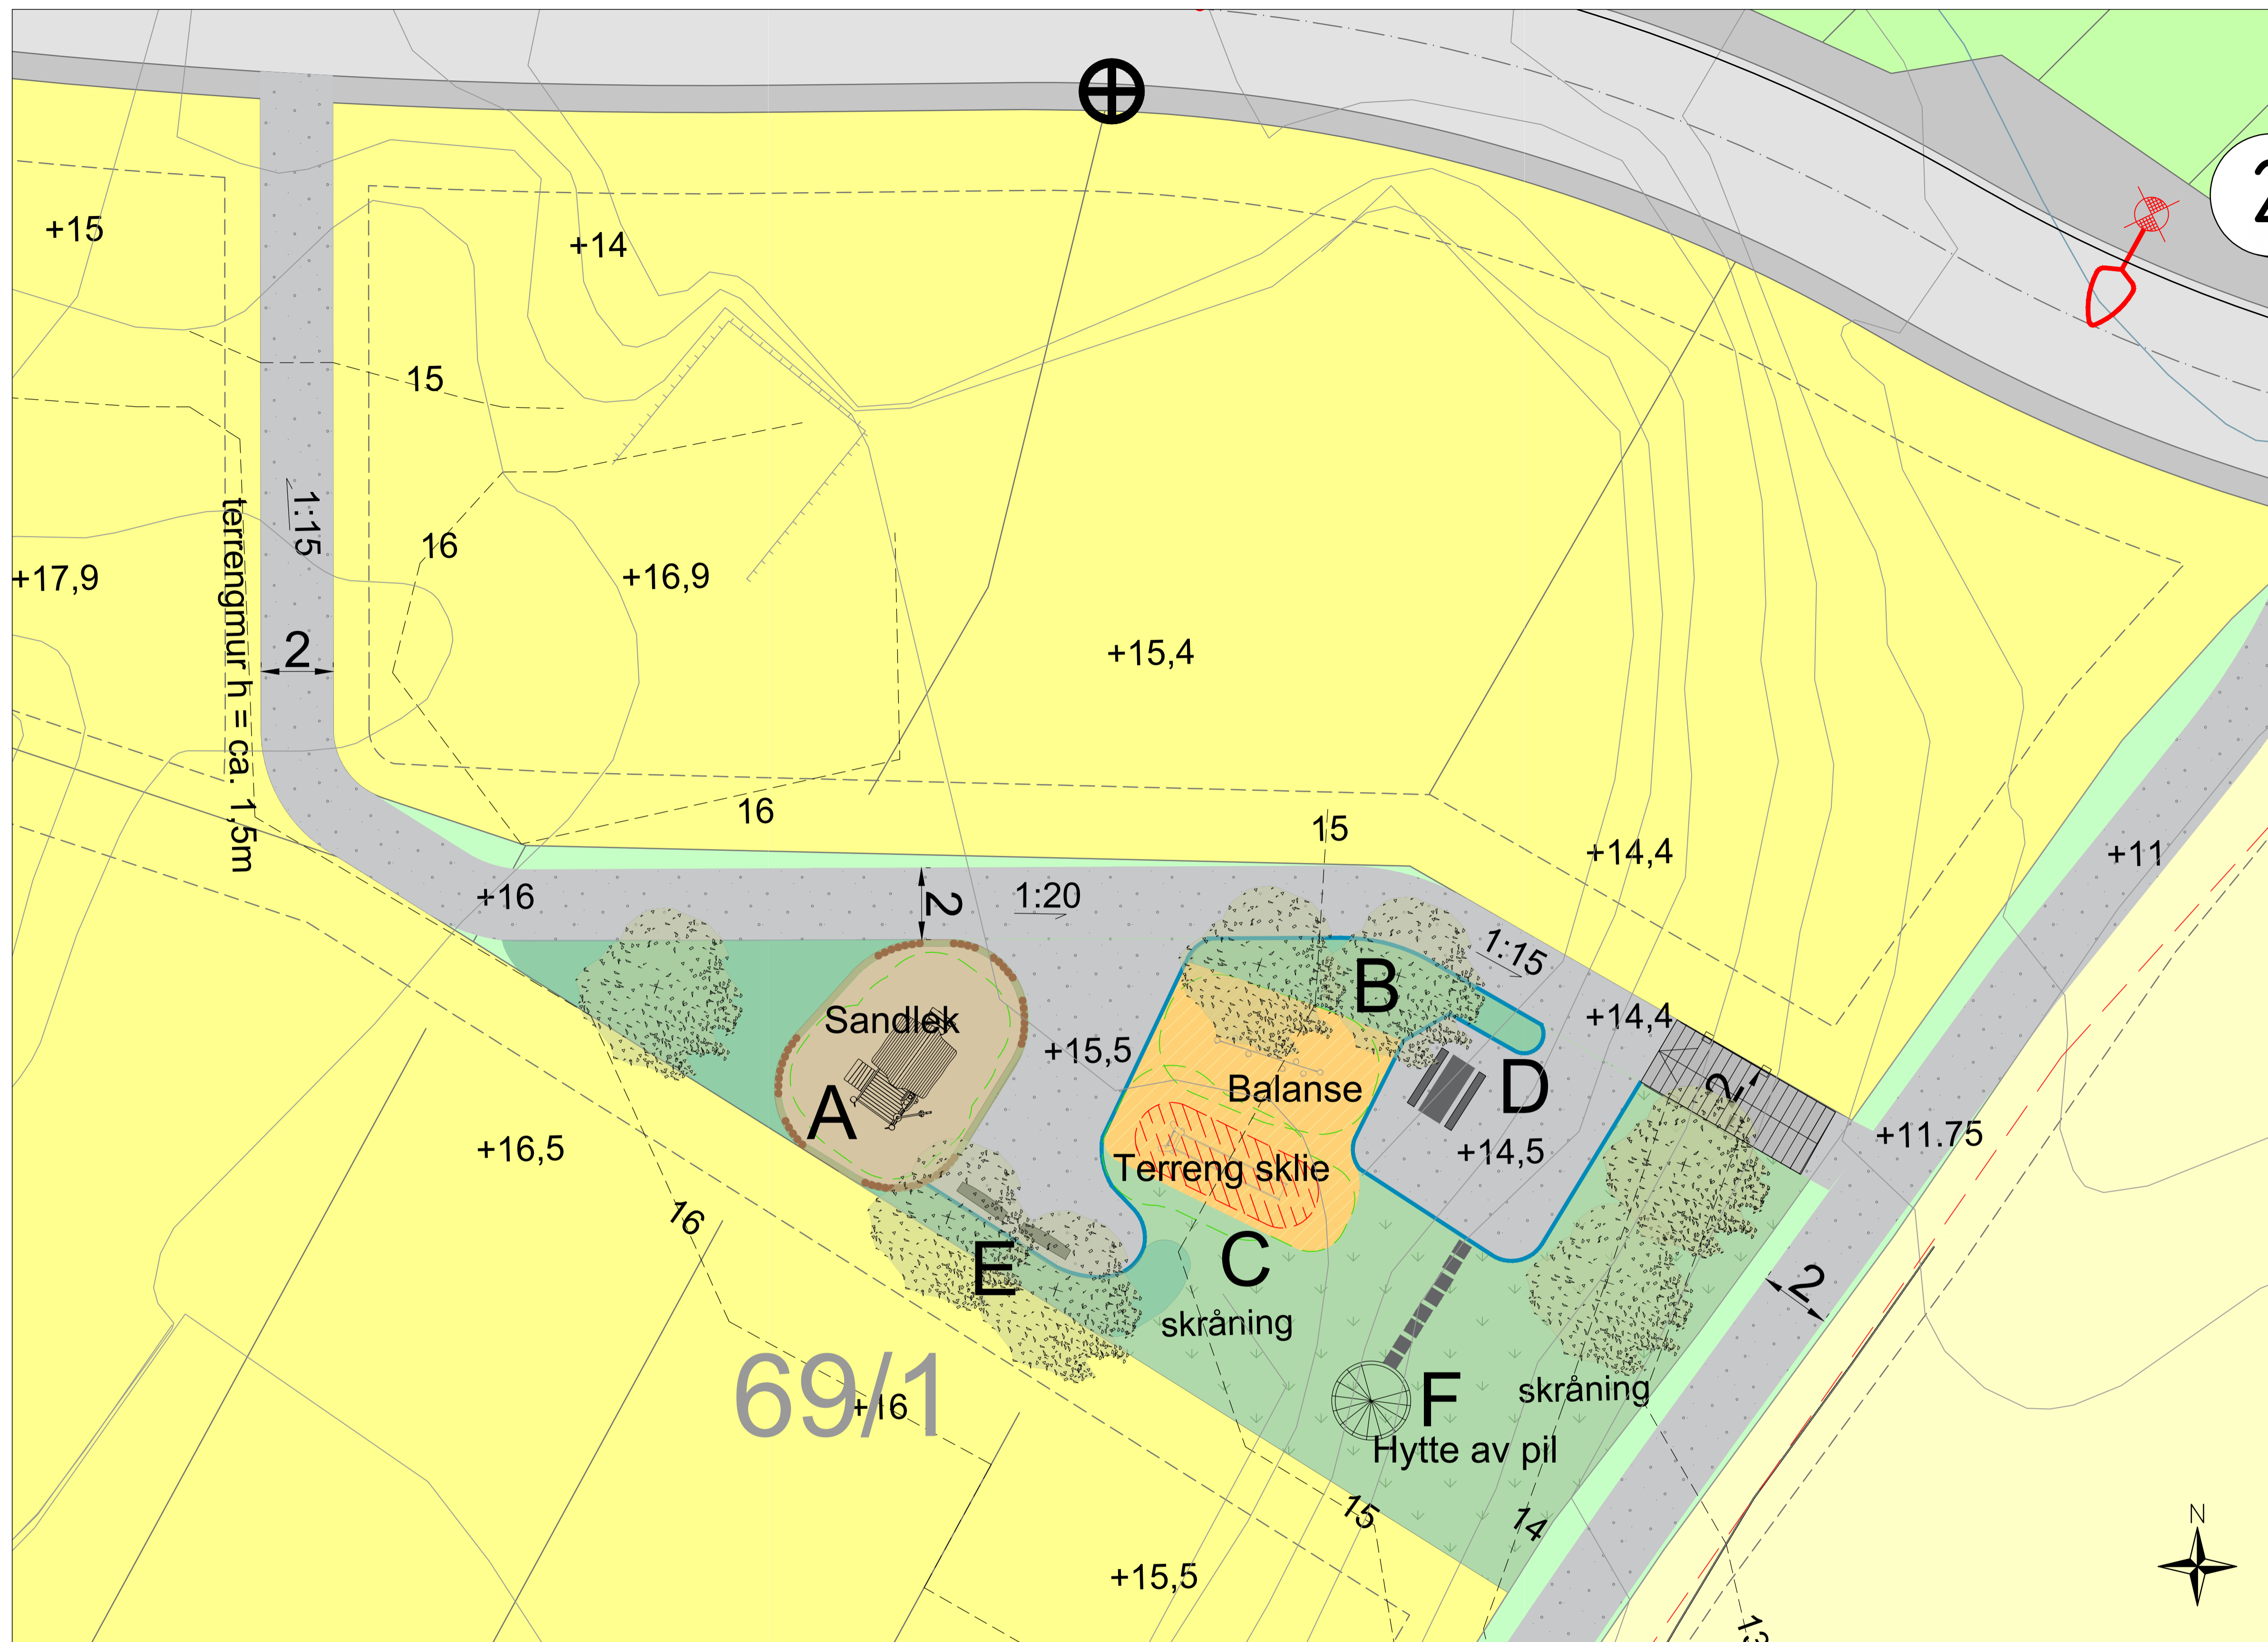 2
+15
+14
15
1:15
terrengmur h = ca. 1,5m
16
+17,9
+16,9
2
+15,4
16
15
+14,4
+11
+16
2
1:20
1:15
B
Sandlek
+14,4
+15,5
Balanse
D
2
A
+14,5
+11.75
+16,5
Terreng sklie
16
E
C
2
skråning
69/1
+16
F
skråning
Hytte av pil
15
14
N
+15,5
13